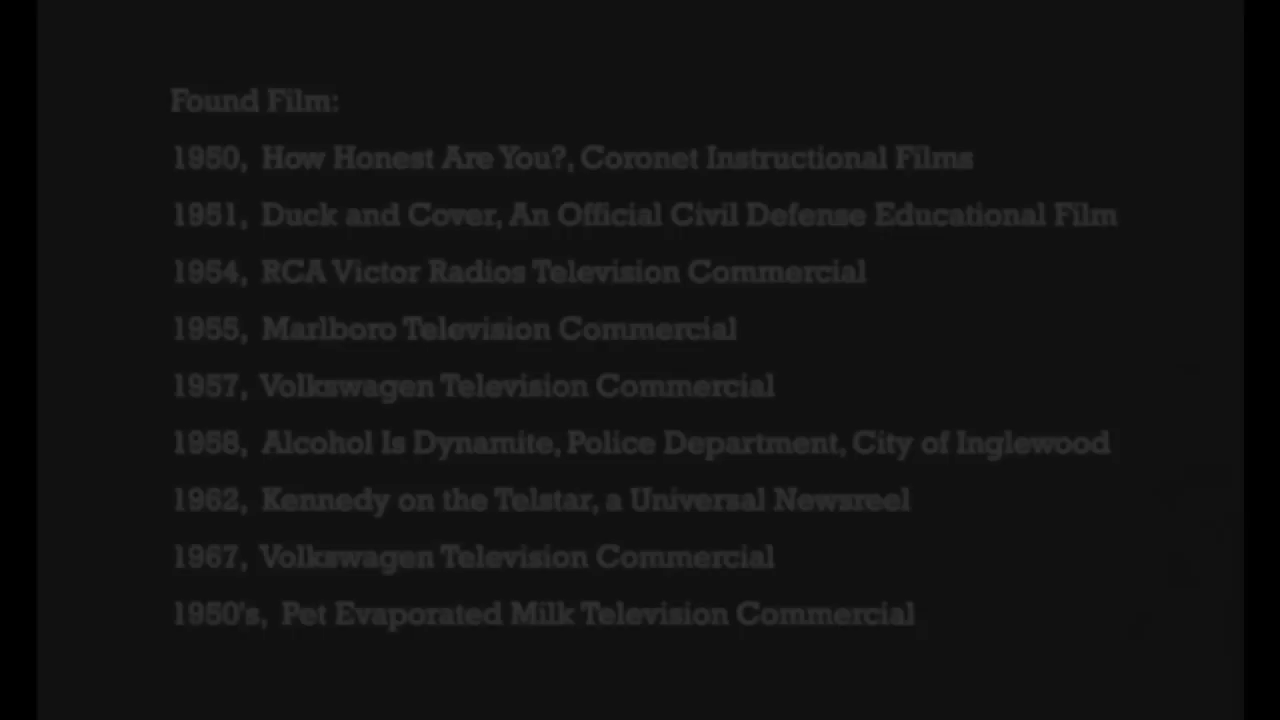 Found Film:
1950, How Honest Are You?, Coronet Instructional Films
1951, Duck and Cover, An Official Civil Defense Educational Film
1954, RCA Victor Radios Television Commercial
1955, Marlboro Television Commercial
1957, Volkswagen Television Commercial
1958, Alcohol Is Dynamite, Police Department, City of Inglewood
1962, Kennedy on the Telstar, a Universal Newsreel
1967, Volkswagen Television Commercial
1950's, Pet Evaporated Milk Television Commercial